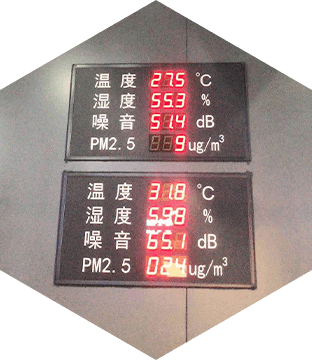 温度 27.5 ℃
湿度 55.3 %
噪音 51.4 dB
PM2.5 9 ug/m³
温度 31.8 ℃
湿度 59.8 %
噪音 65.1 dB
PM2.5 024 ug/m³